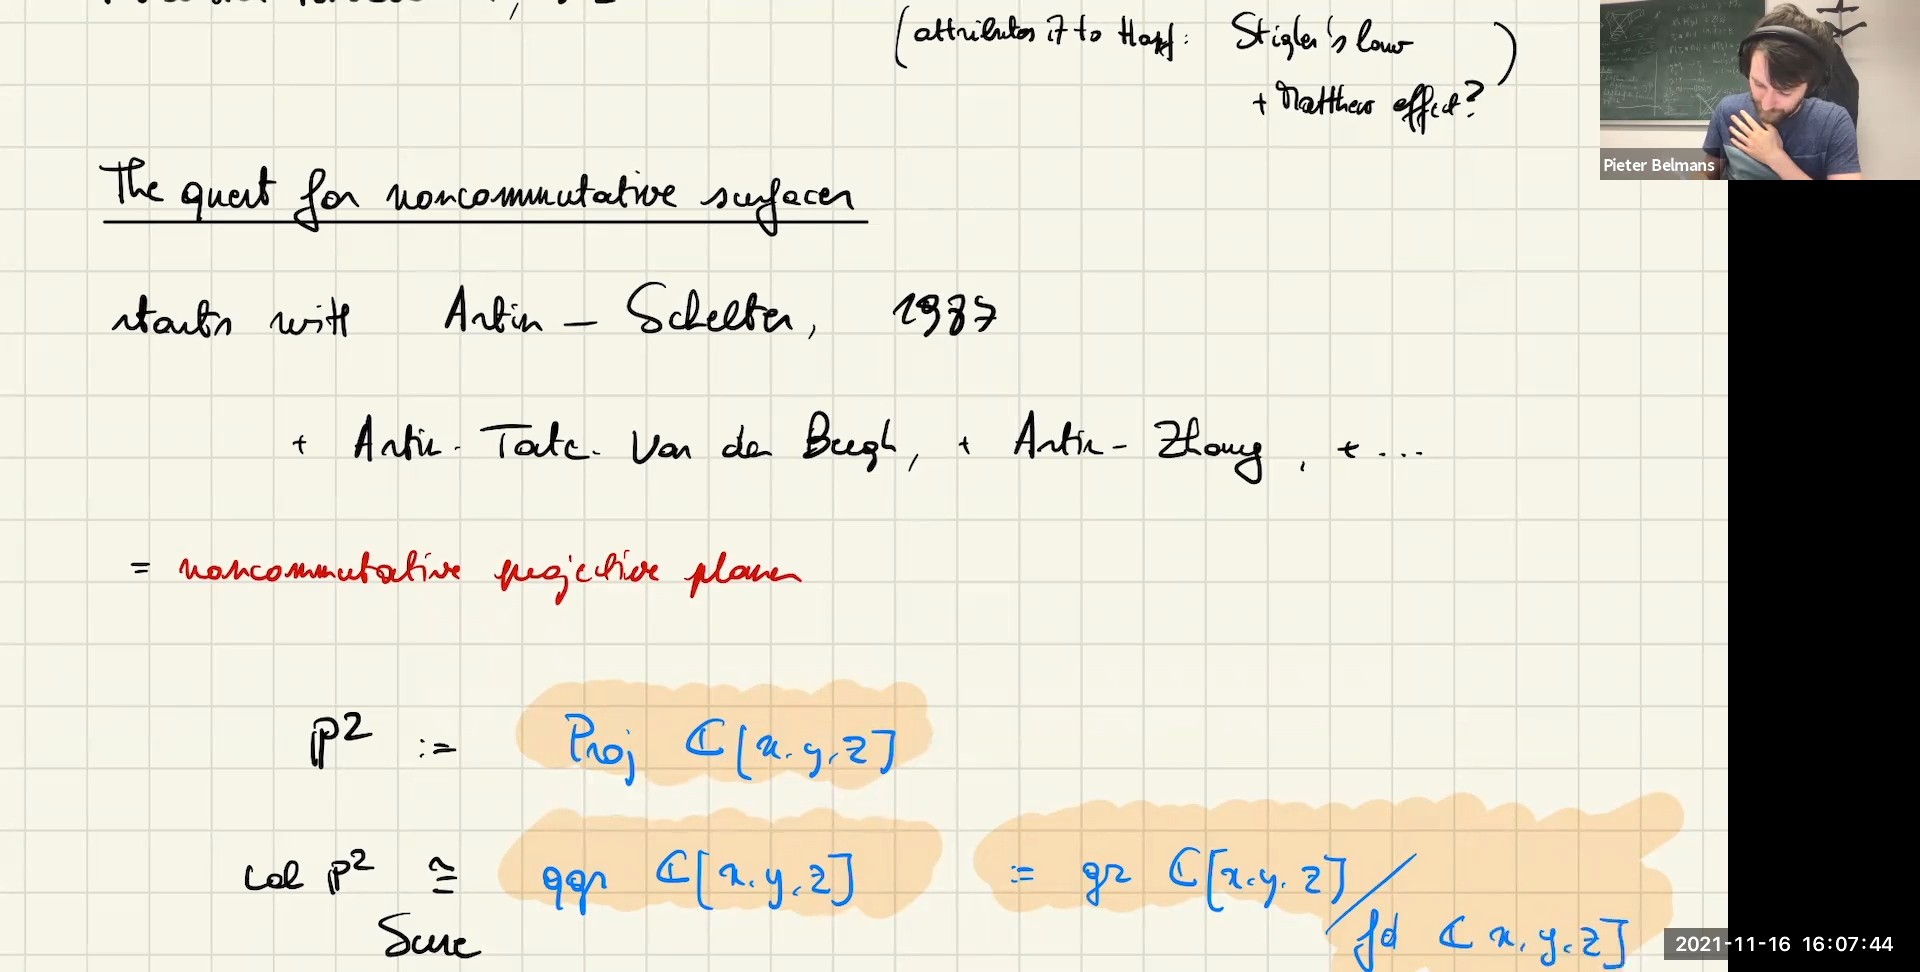 (attributes it to Hopf: Stigler's law
+ Matthew effect?)
Pieter Belmans
The quest for noncommutative surfaces
starts with Artin – Schelter, 1987
+ Artin - Tate - Van den Bergh, + Artin - Zhang, + ...
= noncommutative projective planes
ℙ² := Proj ℂ[x, y, z]
coh ℙ² ≅ qgr ℂ[x, y, z] := gr ℂ[x, y, z] /
Serre fd ℂ x, y, z]
2021-11-16 16:07:44